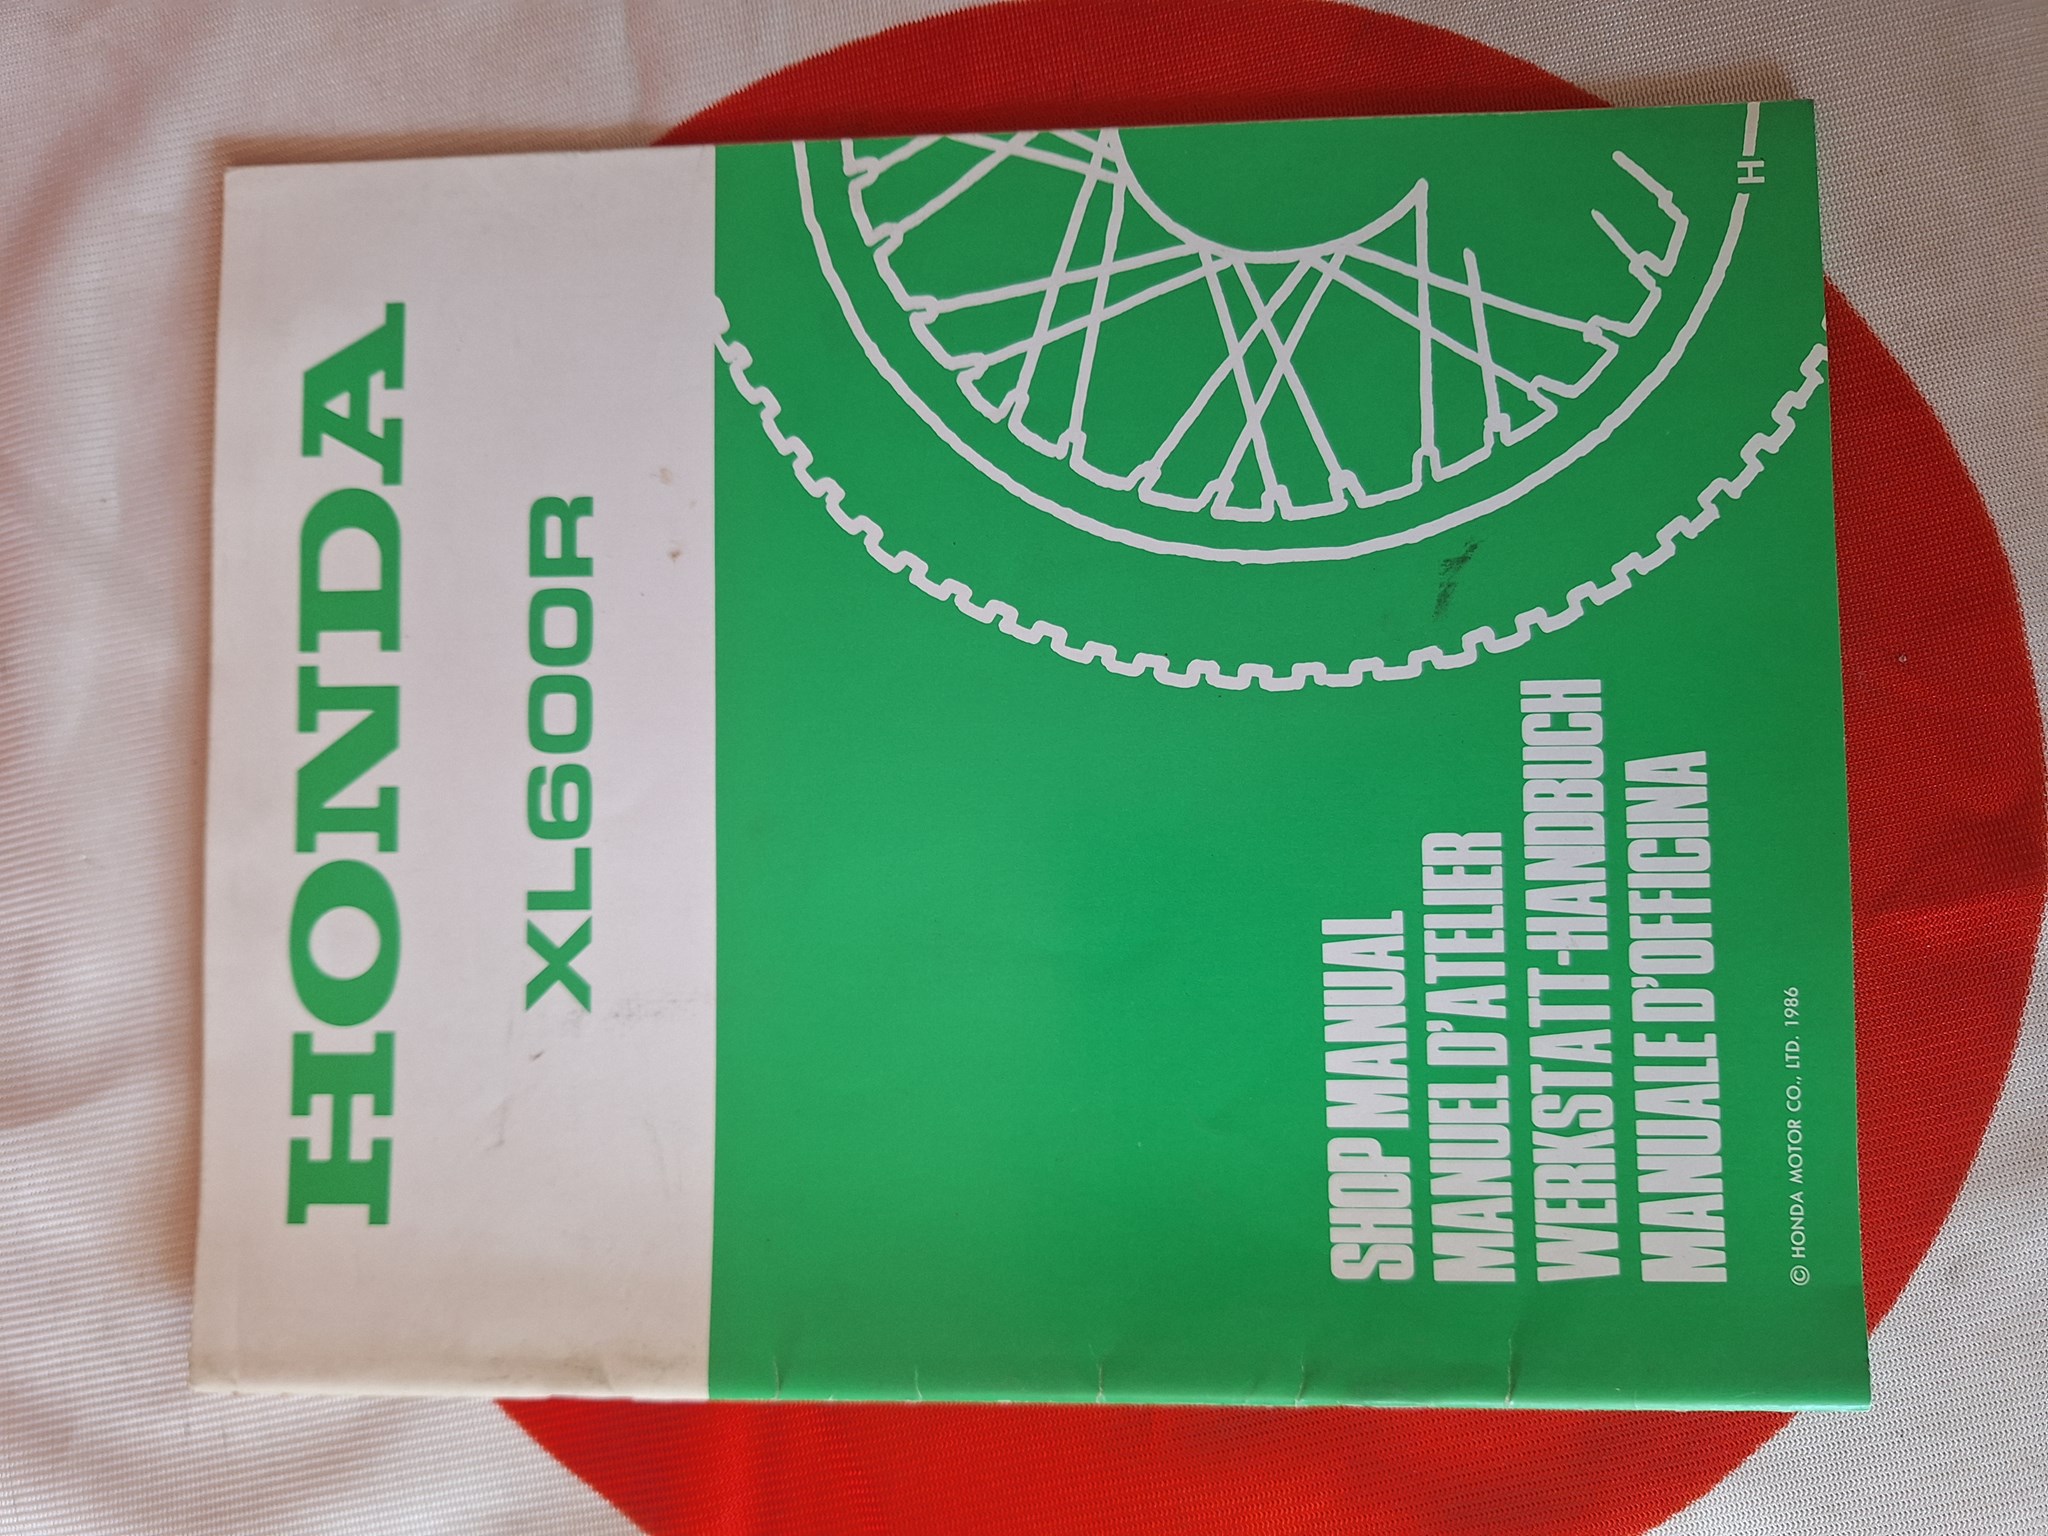 HONDA
XL600R
SHOP MANUAL
MANUEL D'ATELIER
WERKSTATT-HANDBUCH
MANUALE D'OFFICINA
© HONDA MOTOR CO., LTD. 1986
H